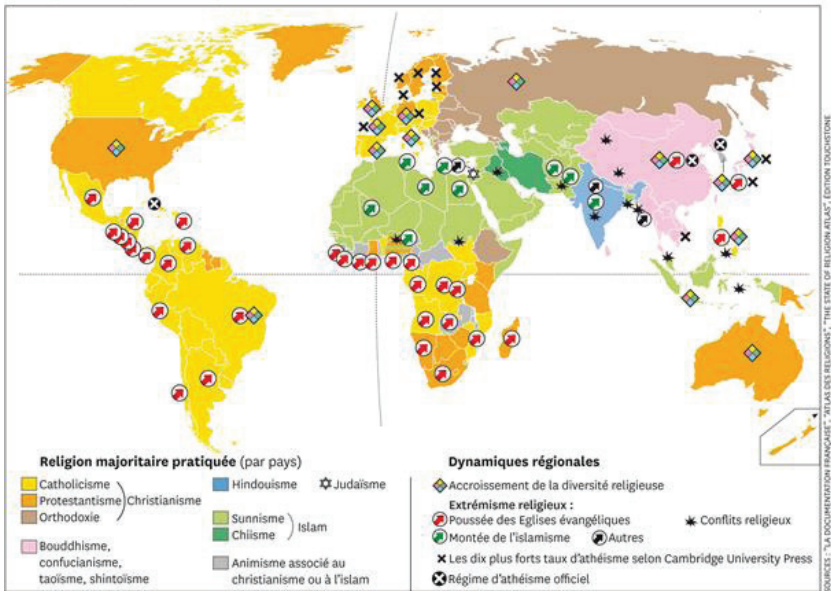 Religion majoritaire pratiquée (par pays)
Catholicisme
Protestantisme
Orthodoxie
Christianisme
Bouddhisme,
confucianisme,
taoïsme, shintoïsme
Hindouisme
Judaïsme
Sunnisme
Chiisme
Islam
Animisme associé au
christianisme ou à l'islam
Dynamiques régionales
Accroissement de la diversité religieuse
Extrémisme religieux :
Poussée des Eglises évangéliques
Conflits religieux
Montée de l'islamisme
Autres
Les dix plus forts taux d'athéisme selon Cambridge University Press
Régime d'athéisme officiel
SOURCES : "LA DOCUMENTATION FRANÇAISE", "ATLAS DES RELIGIONS", "THE STATE OF RELIGION ATLAS", ÉDITION TOUCHSTONE